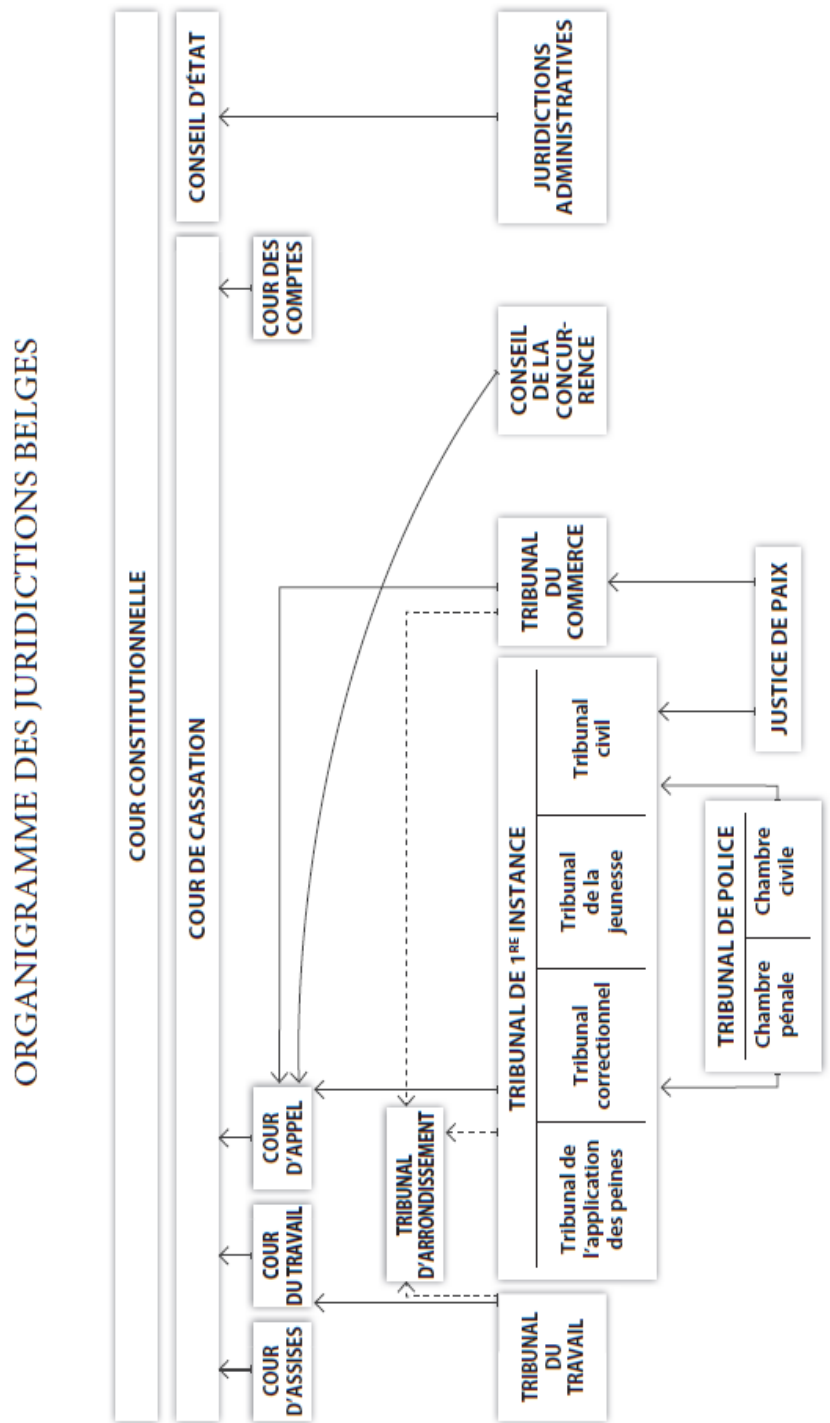 ORGANIGRAMME DES JURIDICTIONS BELGES
COUR CONSTITUTIONNELLE
COUR DE CASSATION
CONSEIL D'ÉTAT
COUR
D'ASSISES
COUR
DU TRAVAIL
COUR
D'APPEL
COUR DES
COMPTES
TRIBUNAL
D'ARRONDISSEMENT
TRIBUNAL
DU
TRAVAIL
TRIBUNAL DE 1RE INSTANCE
Tribunal de
l'application
des peines
Tribunal
correctionnel
Tribunal
de la
jeunesse
Tribunal
civil
TRIBUNAL
DU
COMMERCE
CONSEIL
DE LA
CONCUR-
RENCE
JURIDICTIONS
ADMINISTRATIVES
TRIBUNAL DE POLICE
Chambre
pénale
Chambre
civile
JUSTICE DE PAIX